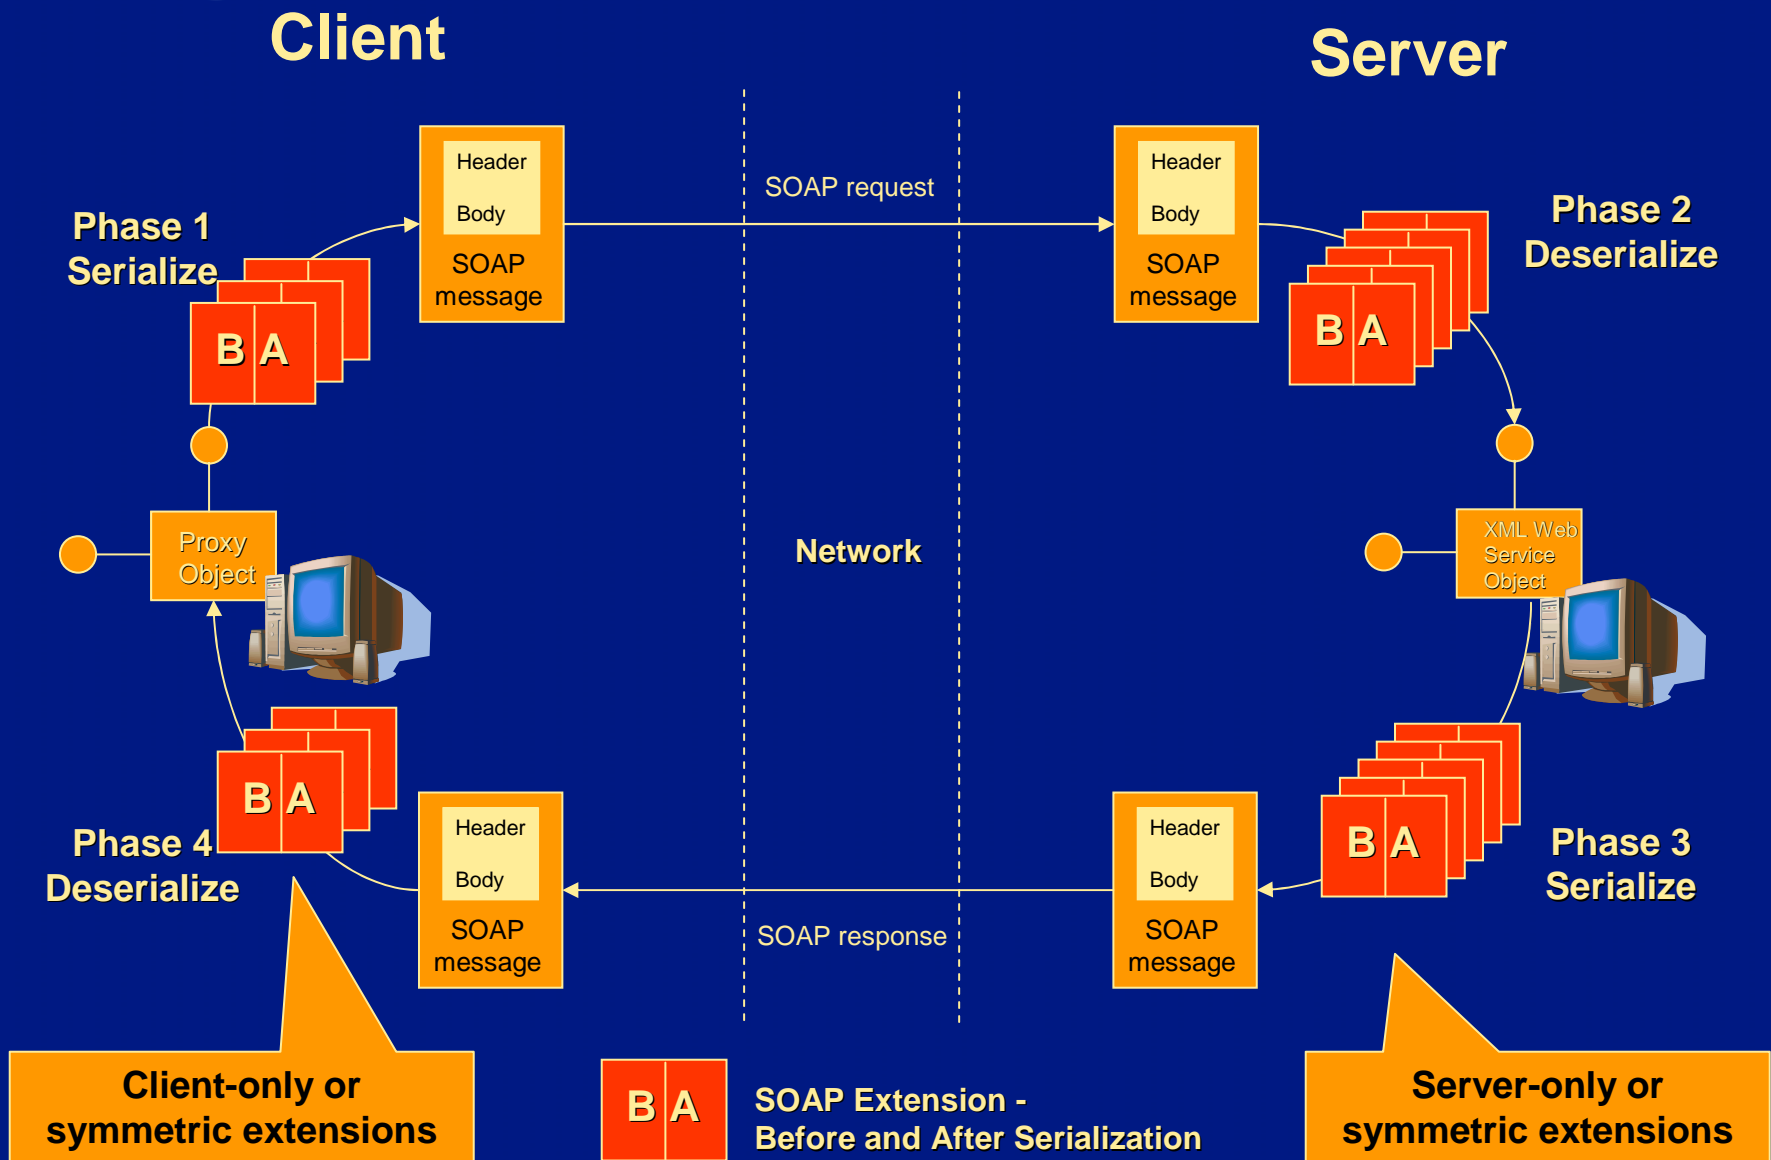 Client
Server
Header
Body
SOAP
message
SOAP request
Header
Body
SOAP
message
Phase 1
Serialize
B A
Phase 2
Deserialize
B A
Proxy
Object
Network
XML Web
Service
Object
B A
Phase 4
Deserialize
Header
Body
SOAP
message
SOAP response
Header
Body
SOAP
message
B A
Phase 3
Serialize
Client-only or
symmetric extensions
B A
SOAP Extension -
Before and After Serialization
Server-only or
symmetric extensions